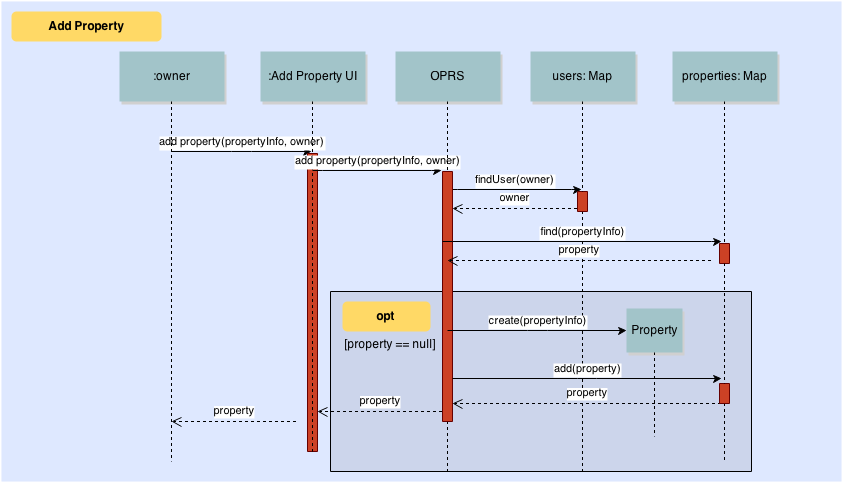 Add Property
:owner
:Add Property UI
OPRS
users: Map
properties: Map
add property(propertyInfo, owner)
add property(propertyInfo, owner)
findUser(owner)
owner
find(propertyInfo)
property
opt
[property == null]
create(propertyInfo)
Property
add(property)
property
property
property